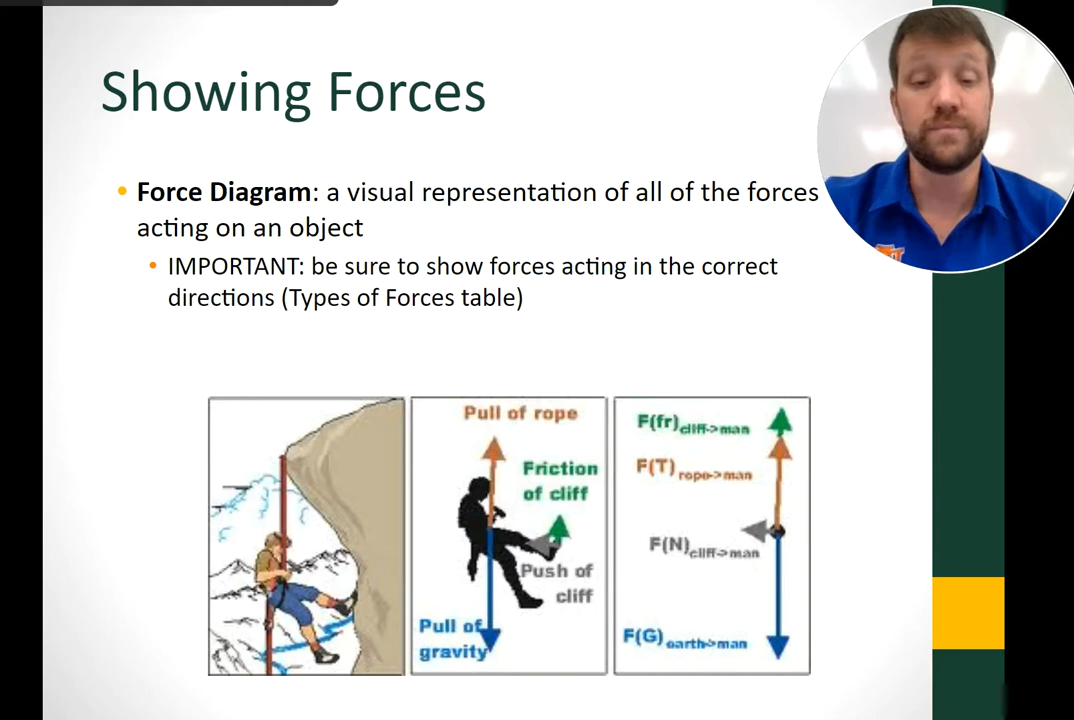 Showing Forces
• Force Diagram: a visual representation of all of the forces
acting on an object
• IMPORTANT: be sure to show forces acting in the correct
directions (Types of Forces table)
Pull of rope
Friction
of cliff
Push of
cliff
Pull of
gravity
F(fr)cliff->man
F(T) rope->man
F(N)cliff->man
F(G) earth->man